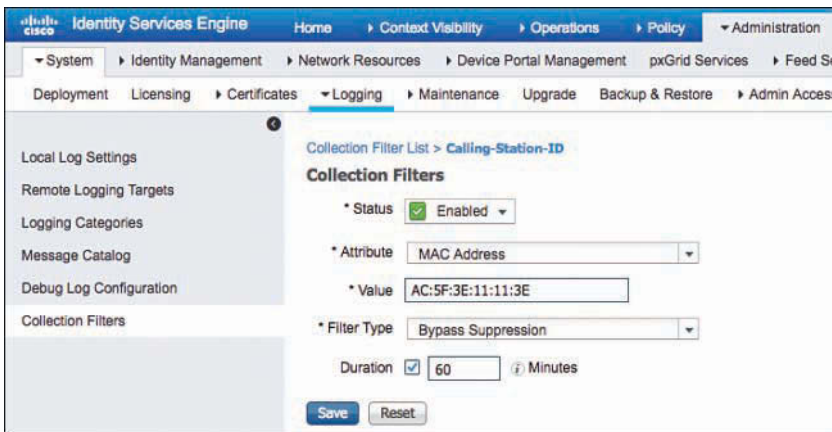 cisco Identity Services Engine Home Context Visibility Operations Policy Administration
System Identity Management Network Resources Device Portal Management pxGrid Services Feed
Deployment Licensing Certificates Logging Maintenance Upgrade Backup & Restore Admin
Collection Filter List > Calling-Station-ID
Local Log Settings
Remote Logging Targets
Logging Categories
Message Catalog
Debug Log Configuration
Collection Filters
Collection Filters
* Status Enabled
* Attribute MAC Address
* Value AC:5F:3E:11:11:3E
* Filter Type Bypass Suppression
Duration 60 i Minutes
Save Reset